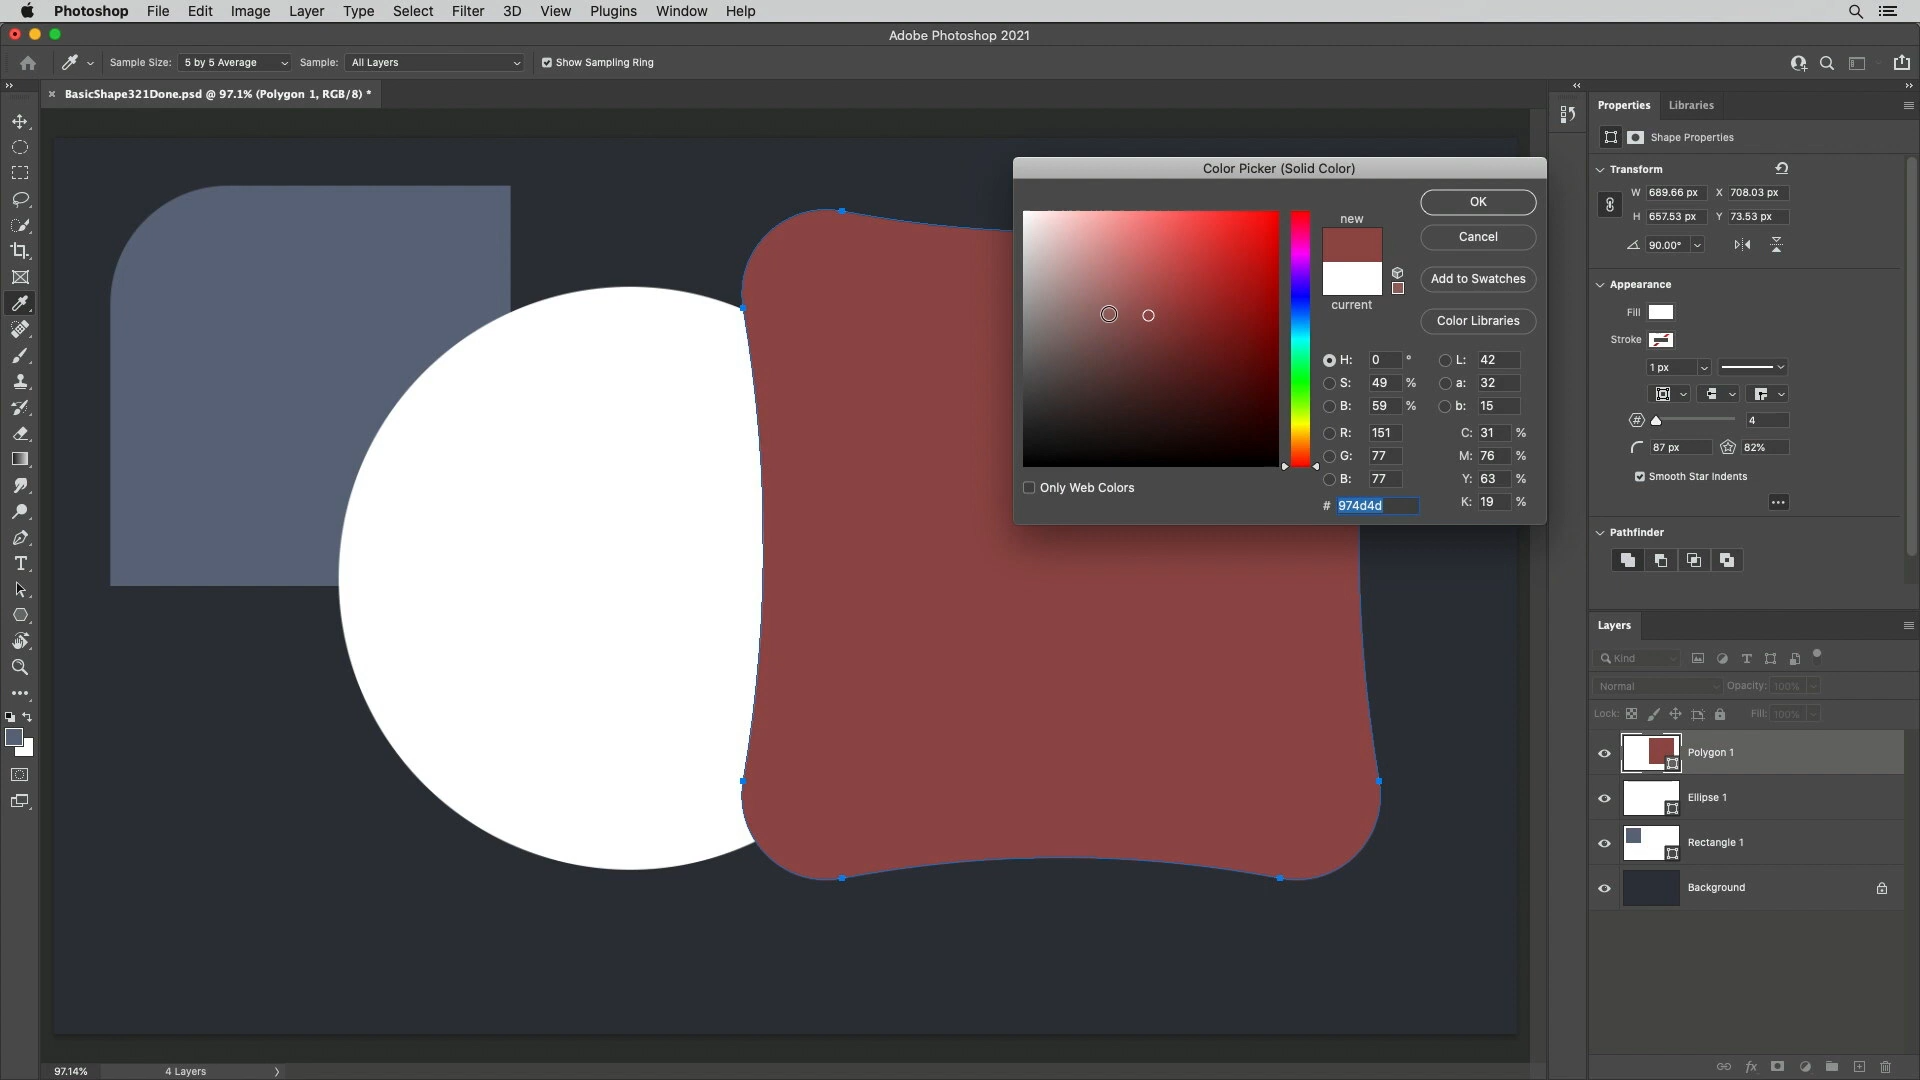 Photoshop File Edit Image Layer Type Select Filter 3D View Plugins Window Help
Adobe Photoshop 2021
Sample Size: 5 by 5 Average Sample: All Layers Show Sampling Ring
BasicShape321Done.psd @ 97.1% (Polygon 1, RGB/8) *
Properties Libraries
Shape Properties
Transform
W 689.66 px X 708.03 px
H 657.53 px Y 73.53 px
90.00°
Appearance
Fill
Stroke
1 px
4
87 px 82%
Smooth Star Indents
Pathfinder
Color Picker (Solid Color)
new
current
OK
Cancel
Add to Swatches
Color Libraries
H: 0 ° L: 42
S: 49 % a: 32
B: 59 % b: 15
R: 151 C: 31 %
G: 77 M: 76 %
B: 77 Y: 63 %
# 974d4d K: 19 %
Only Web Colors
Layers
Kind
Normal Opacity: 100%
Lock: Fill: 100%
Polygon 1
Ellipse 1
Rectangle 1
Background
97.14% 4 Layers